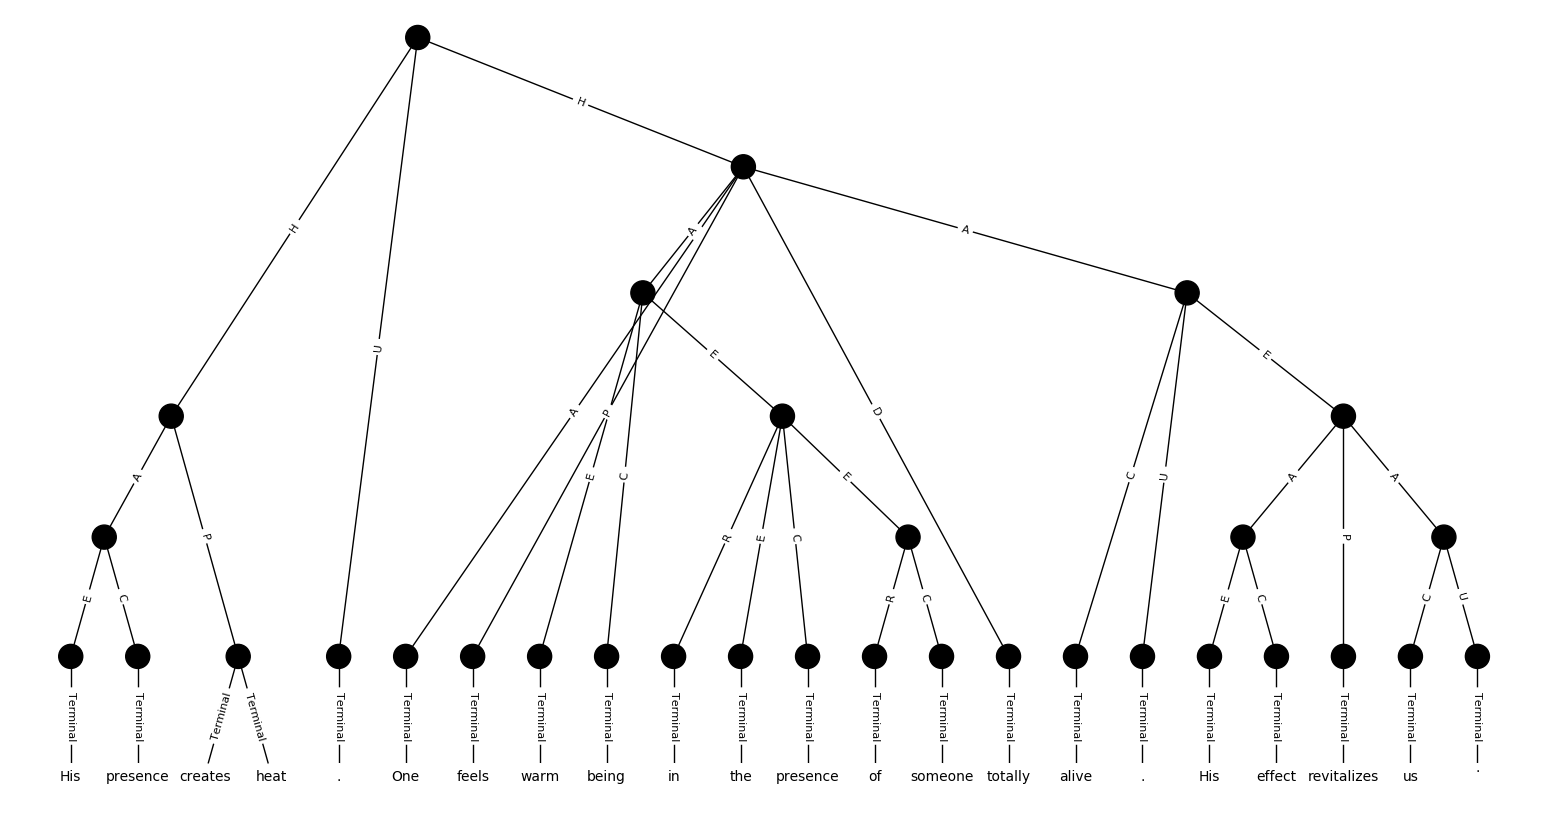 H
A
H
A
U
E
E
A
P
C
D
A
E
C
U
E
A
A
P
R
E
C
P
E
C
R
C
E
C
C
U
Terminal Terminal Terminal Terminal Terminal Terminal Terminal Terminal Terminal Terminal Terminal Terminal Terminal Terminal Terminal Terminal Terminal Terminal Terminal Terminal Terminal Terminal
His presence creates heat . One feels warm being in the presence of someone totally alive . His effect revitalizes us .